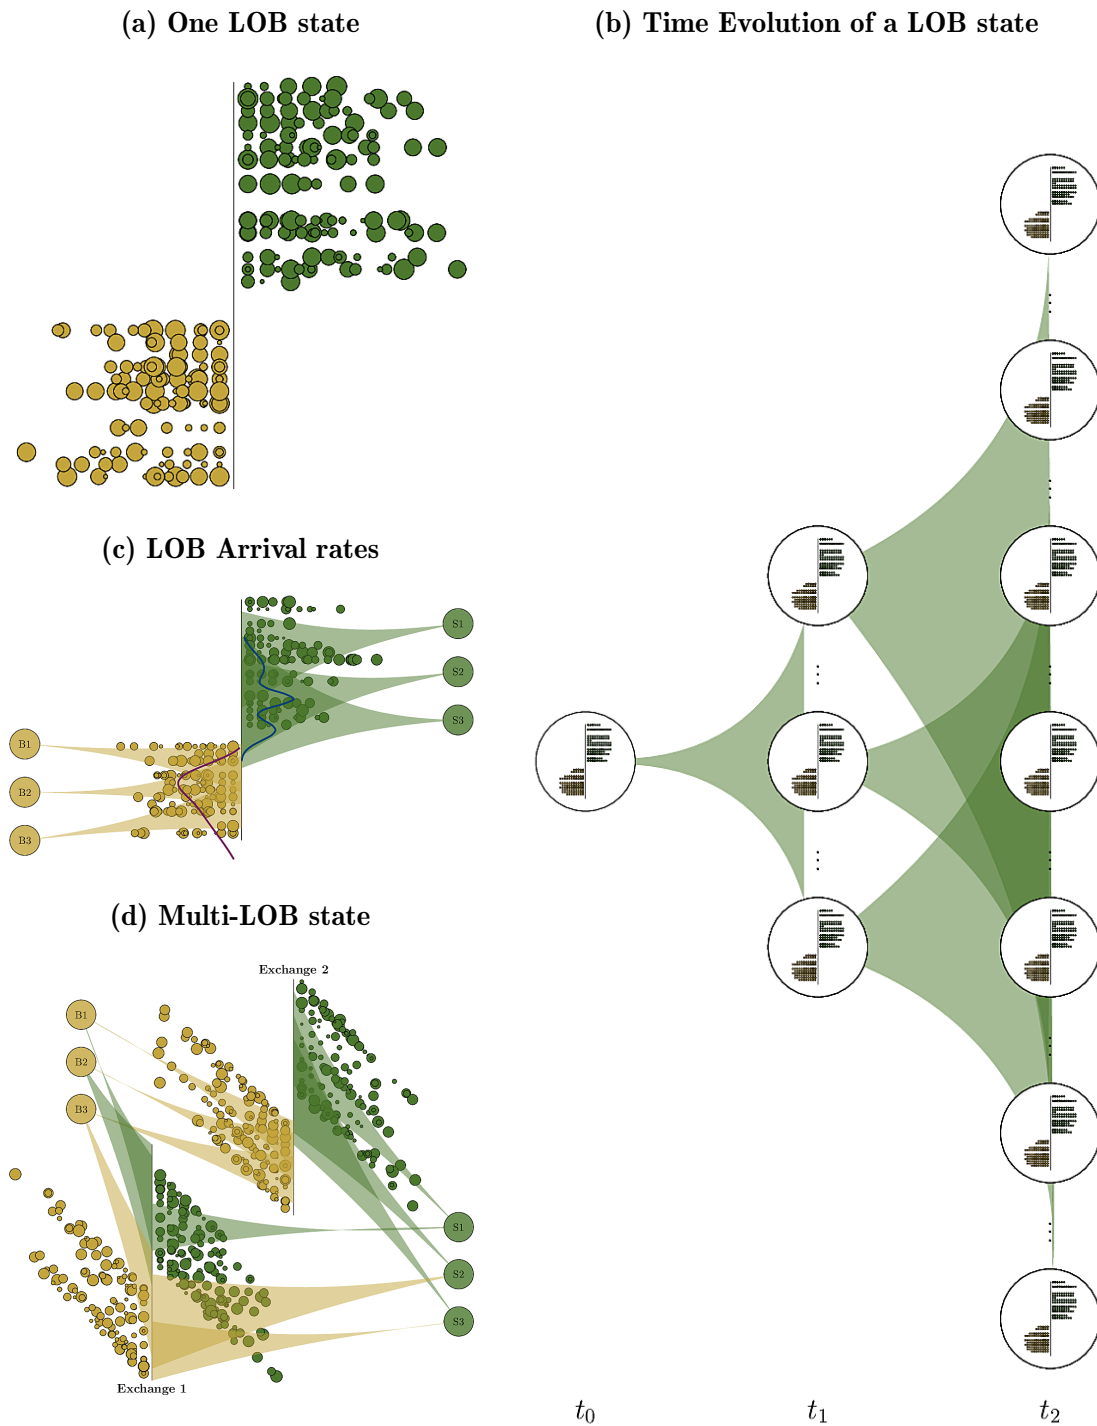 (a) One LOB state
(b) Time Evolution of a LOB state
(c) LOB Arrival rates
S1
S2
S3
B1
B2
B3
(d) Multi-LOB state
Exchange 2
B1
B2
B3
S1
S2
S3
Exchange 1
t₀
t₁
t₂